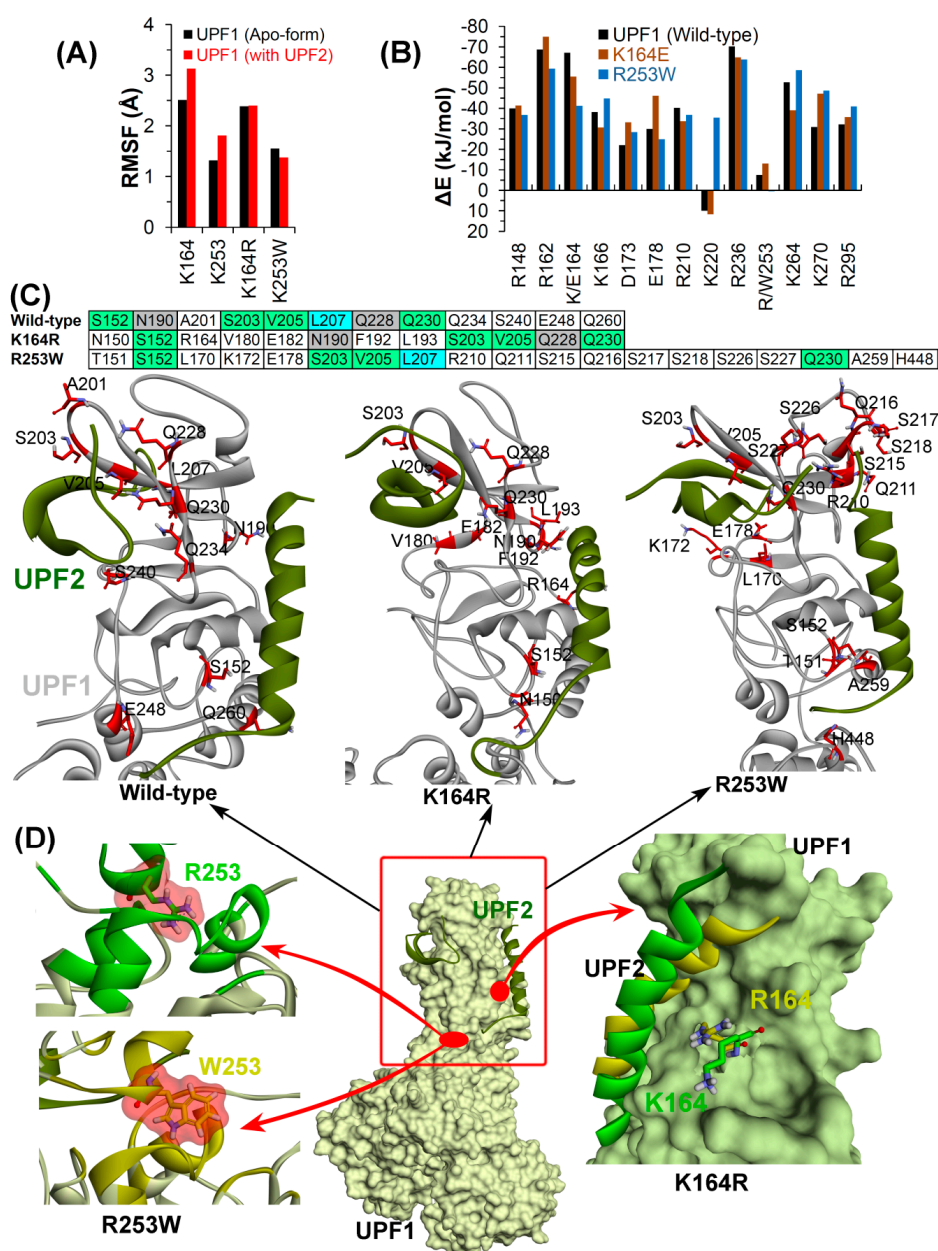 (A)
UPF1 (Apo-form)
UPF1 (with UPF2)
RMSF (Å)
4
3
2
1
0
K164
K253
K164R
K253W
(B)
UPF1 (Wild-type)
K164E
R253W
ΔE (kJ/mol)
-80
-70
-60
-50
-40
-30
-20
-10
0
10
20
R148
R162
K/E164
K166
D173
E178
R210
K220
R236
R/W253
K264
K270
R295
(C)
Wild-type S152 N190 A201 S203 V205 L207 Q228 Q230 Q234 S240 E248 Q260
K164R N150 S152 R164 V180 E182 N190 F192 L193 S203 V205 Q228 Q230
R253W T151 S152 L170 K172 E178 S203 V205 L207 R210 Q211 S215 Q216 S217 S218 S226 S227 Q230 A259 H448
A201
S203
Q228
V205
L207
Q230
N190
Q234
UPF2
S240
UPF1
S152
E248
Q260
Wild-type
S203
V205
Q228
Q230
L193
E182
V180
N190
F192
R164
S152
N150
K164R
Q216
S226
S217
S203
V205
S218
S227
S215
Q230
Q211
R210
E178
K172
L170
S152
T151
A259
H448
R253W
(D)
R253
W253
R253W
UPF2
UPF1
UPF1
UPF2
R164
K164
K164R